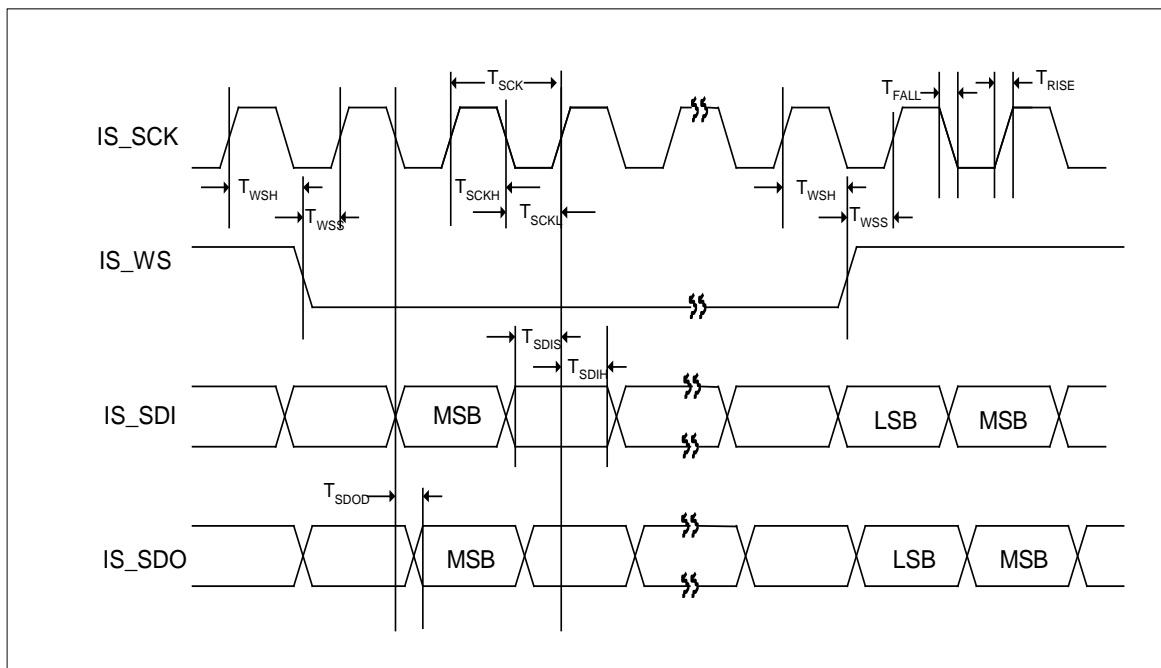 T_SCK
T_FALL
T_RISE
IS_SCK
T_WSH
T_SCKH
T_WSH
T_WSS
T_SCKL
T_WSS
IS_WS
T_SDIS
T_SDIH
IS_SDI
MSB
LSB
MSB
T_SDOD
IS_SDO
MSB
LSB
MSB